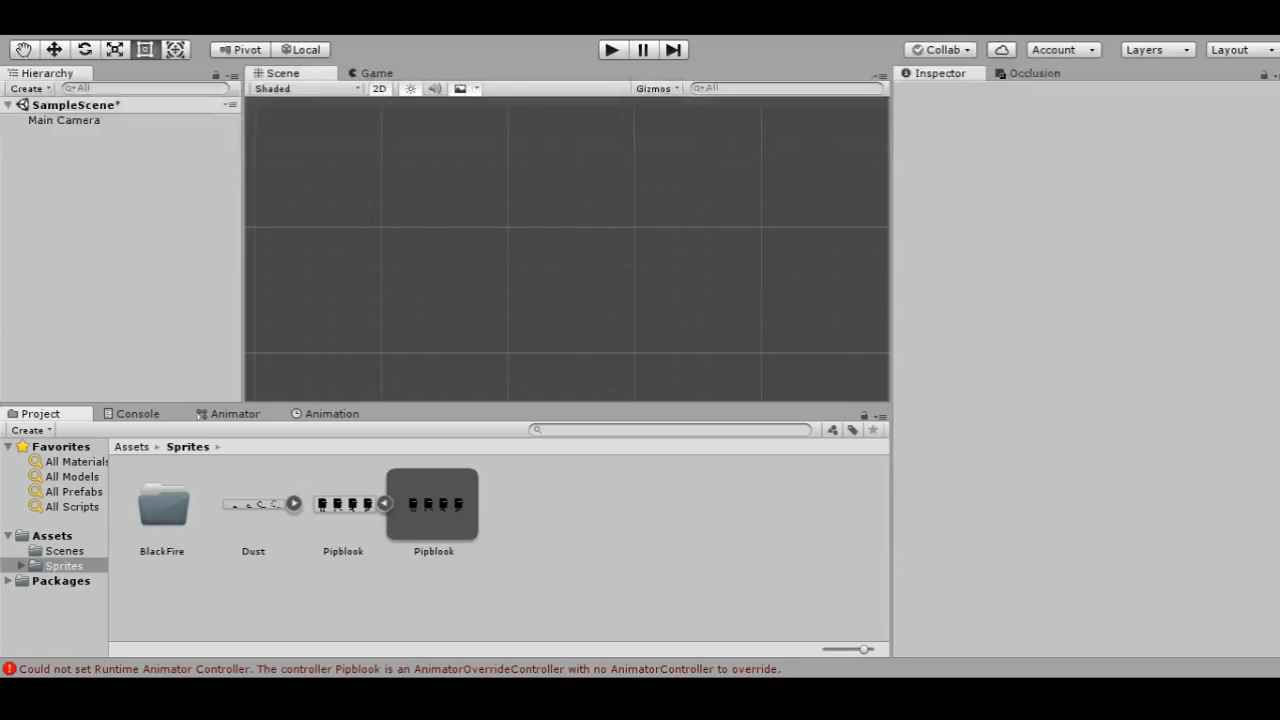 Pivot Local Collab Account Layers Layout
Hierarchy Scene Game Inspector Occlusion
Create All Shaded 2D Gizmos All
SampleScene*
Main Camera
Project Console Animator Animation
Create
Favorites Assets Sprites
All Materials
All Models
All Prefabs
All Scripts
Assets
Scenes
Sprites
Packages
BlackFire Dust Pipblook Pipblook
Could not set Runtime Animator Controller. The controller Pipblook is an AnimatorOverrideController with no AnimatorController to override.